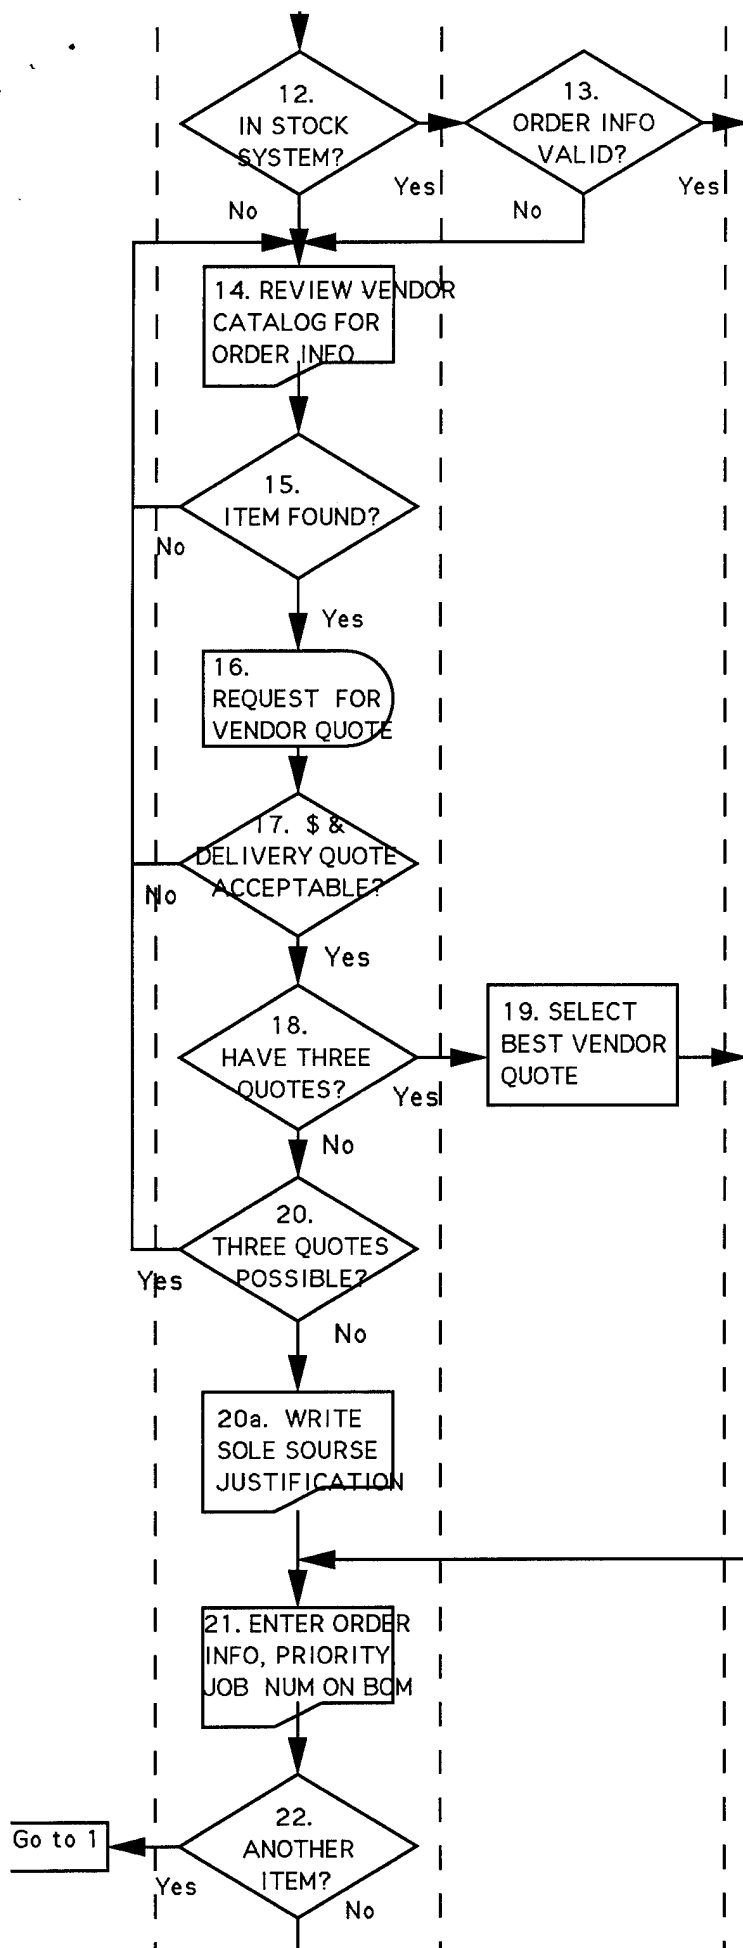 12.
IN STOCK
SYSTEM?
Yes
No
13.
ORDER INFO
VALID?
Yes
No
14. REVIEW VENDOR
CATALOG FOR
ORDER INFO
15.
ITEM FOUND?
No
Yes
16.
REQUEST FOR
VENDOR QUOTE
17. $ &
DELIVERY QUOTE
ACCEPTABLE?
No
Yes
18.
HAVE THREE
QUOTES?
Yes
No
19. SELECT
BEST VENDOR
QUOTE
20.
THREE QUOTES
POSSIBLE?
Yes
No
20a. WRITE
SOLE SOURSE
JUSTIFICATION
21. ENTER ORDER
INFO, PRIORITY,
JOB NUM ON BOM
22.
ANOTHER
ITEM?
Go to 1
Yes
No